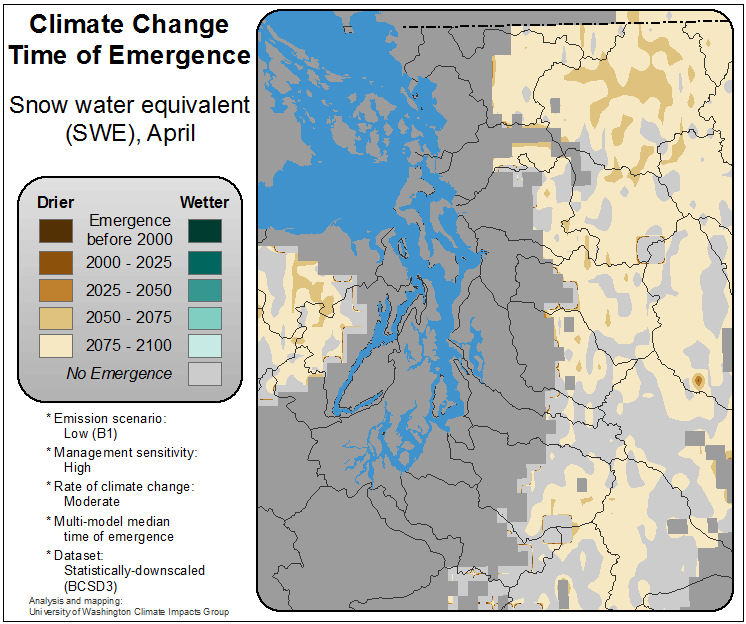 Climate Change
Time of Emergence
Snow water equivalent
(SWE), April
Drier
Wetter
Emergence
before 2000
2000 - 2025
2025 - 2050
2050 - 2075
2075 - 2100
No Emergence
* Emission scenario:
Low (B1)
* Management sensitivity:
High
* Rate of climate change:
Moderate
* Multi-model median
time of emergence
* Dataset:
Statistically-downscaled
(BCSD3)
Analysis and mapping:
University of Washington Climate Impacts Group